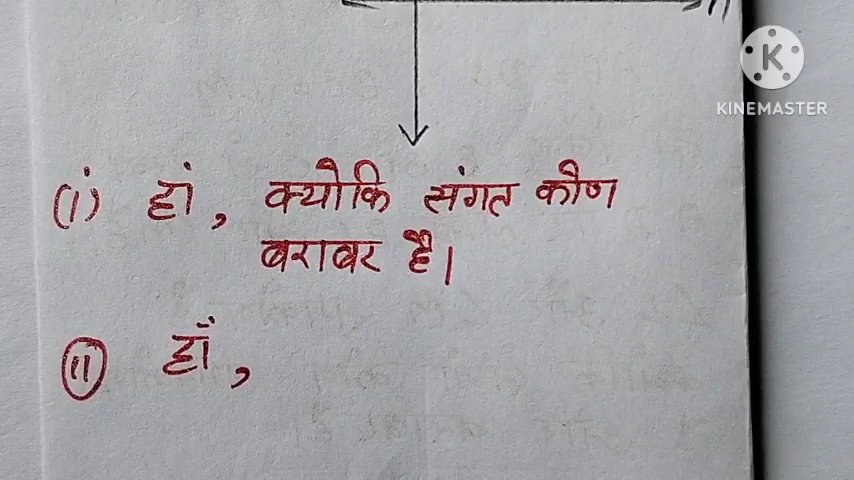 K
KINEMASTER
(i) हां, क्योकि संगत कोण
बराबर है।
(ii) हाँ,